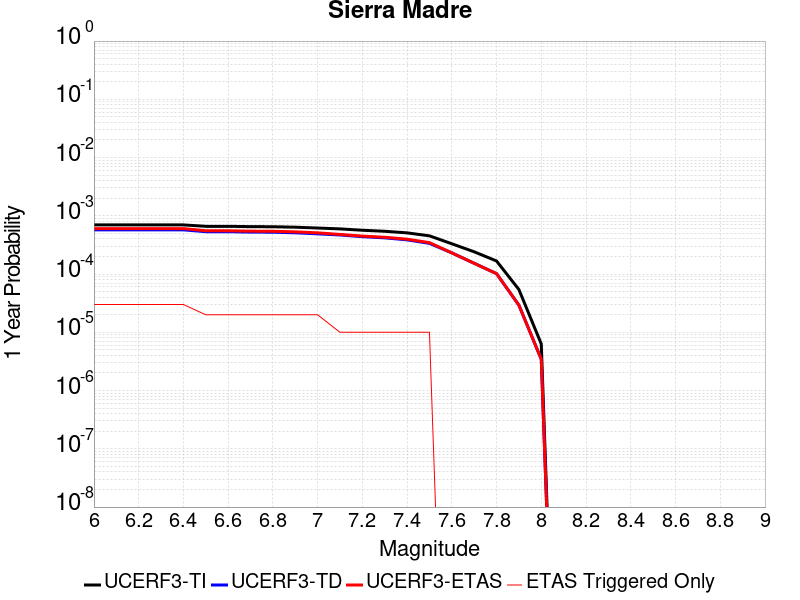 Sierra Madre
10^0
10^-1
10^-2
10^-3
10^-4
10^-5
10^-6
10^-7
10^-8
1 Year Probability
6 6.2 6.4 6.6 6.8 7 7.2 7.4 7.6 7.8 8 8.2 8.4 8.6 8.8 9
Magnitude
UCERF3-TI UCERF3-TD UCERF3-ETAS ETAS Triggered Only